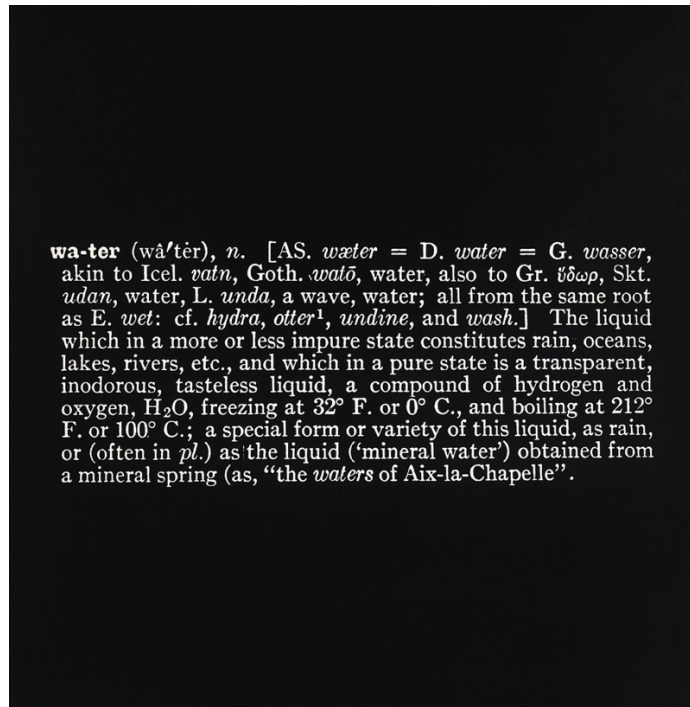 wa-ter (wâ′tėr), n. [AS. wæter = D. water = G. wasser,
akin to Icel. vatn, Goth. watō, water, also to Gr. ὕδωρ, Skt.
udan, water, L. unda, a wave, water; all from the same root
as E. wet: cf. hydra, otter¹, undine, and wash.] The liquid
which in a more or less impure state constitutes rain, oceans,
lakes, rivers, etc., and which in a pure state is a transparent,
inodorous, tasteless liquid, a compound of hydrogen and
oxygen, H₂O, freezing at 32° F. or 0° C., and boiling at 212°
F. or 100° C.; a special form or variety of this liquid, as rain,
or (often in pl.) as the liquid (‘mineral water’) obtained from
a mineral spring (as, “the waters of Aix-la-Chapelle”.